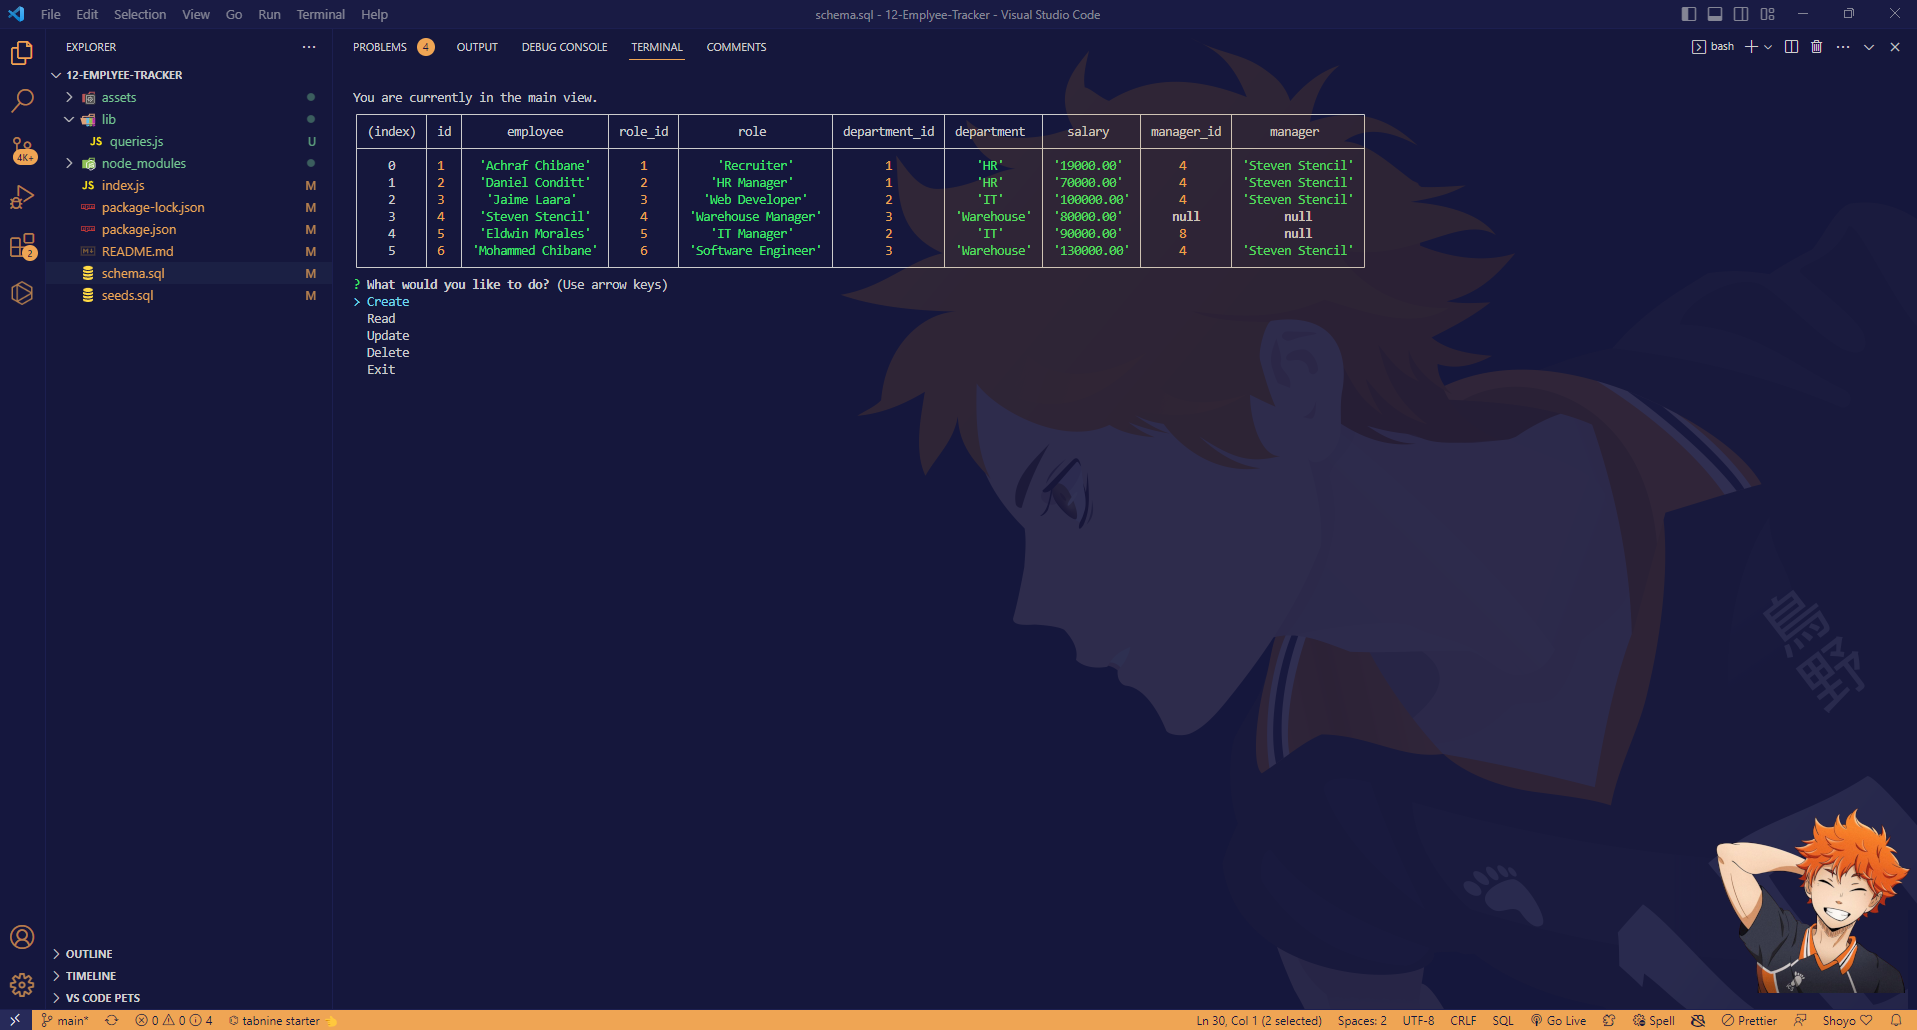 File Edit Selection View Go Run Terminal Help
schema.sql - 12-Emplyee-Tracker - Visual Studio Code
EXPLORER
12-EMPLYEE-TRACKER
assets
lib
JS queries.js U
node_modules
JS index.js M
package-lock.json M
package.json M
README.md M
schema.sql M
seeds.sql M
4K+
2
OUTLINE
TIMELINE
VS CODE PETS
PROBLEMS 4 OUTPUT DEBUG CONSOLE TERMINAL COMMENTS
bash
You are currently in the main view.
(index) id employee role_id role department_id department salary manager_id manager
0 1 'Achraf Chibane' 1 'Recruiter' 1 'HR' '19000.00' 4 'Steven Stencil'
1 2 'Daniel Conditt' 2 'HR Manager' 1 'HR' '70000.00' 4 'Steven Stencil'
2 3 'Jaime Laara' 3 'Web Developer' 2 'IT' '100000.00' 4 'Steven Stencil'
3 4 'Steven Stencil' 4 'Warehouse Manager' 3 'Warehouse' '80000.00' null null
4 5 'Eldwin Morales' 5 'IT Manager' 2 'IT' '90000.00' 8 null
5 6 'Mohammed Chibane' 6 'Software Engineer' 3 'Warehouse' '130000.00' 4 'Steven Stencil'
? What would you like to do? (Use arrow keys)
> Create
Read
Update
Delete
Exit
烏野
main* 0 0 4 tabnine starter
Ln 30, Col 1 (2 selected) Spaces: 2 UTF-8 CRLF SQL Go Live Spell Prettier Shoyo